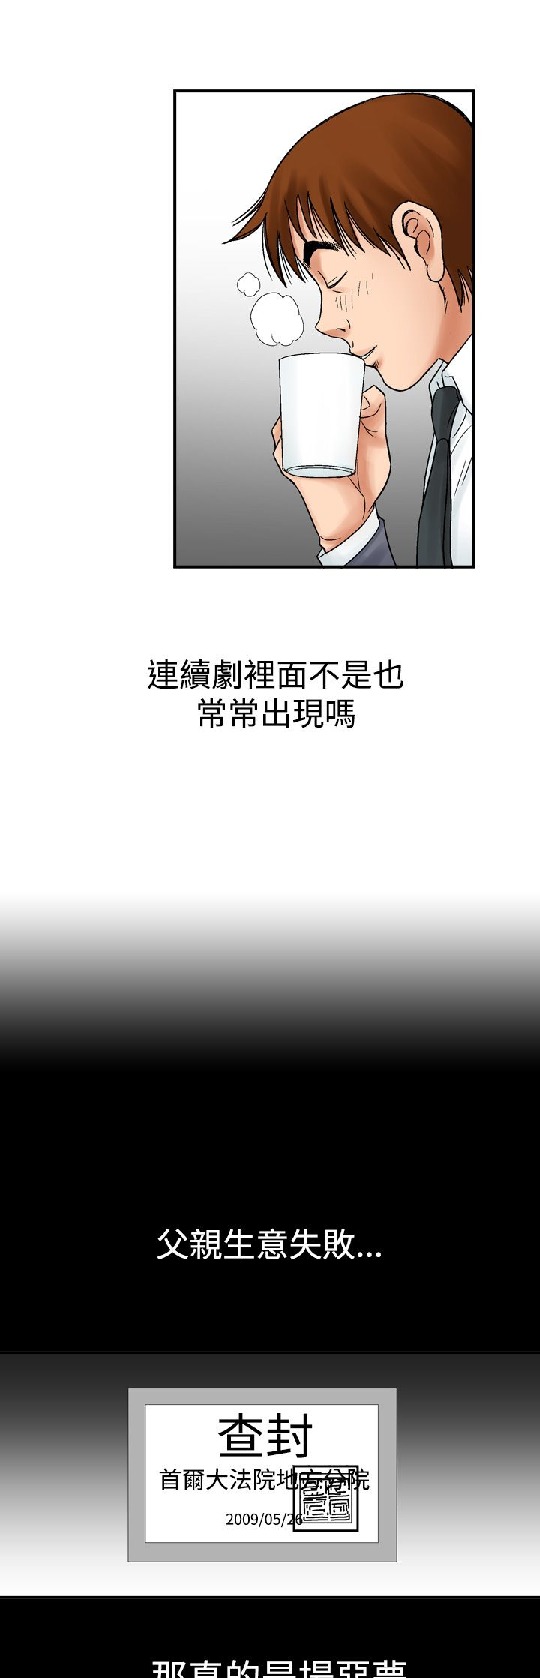 連續劇裡面不是也
常常出現嗎
父親生意失敗...
查封
首爾大法院地方分院
2009/05/26
那真的是場惡夢